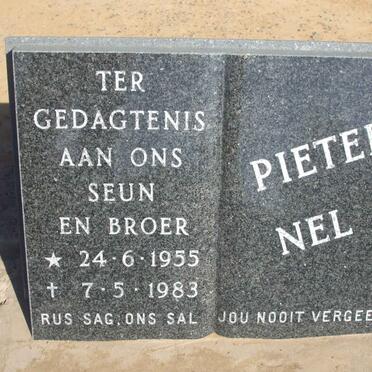 TER
GEDAGTENIS
AAN ONS
SEUN
EN BROER
★ 24-6-1955
† 7-5-1983
PIETER
NEL
RUS SAG, ONS SAL JOU NOOIT VERGEE